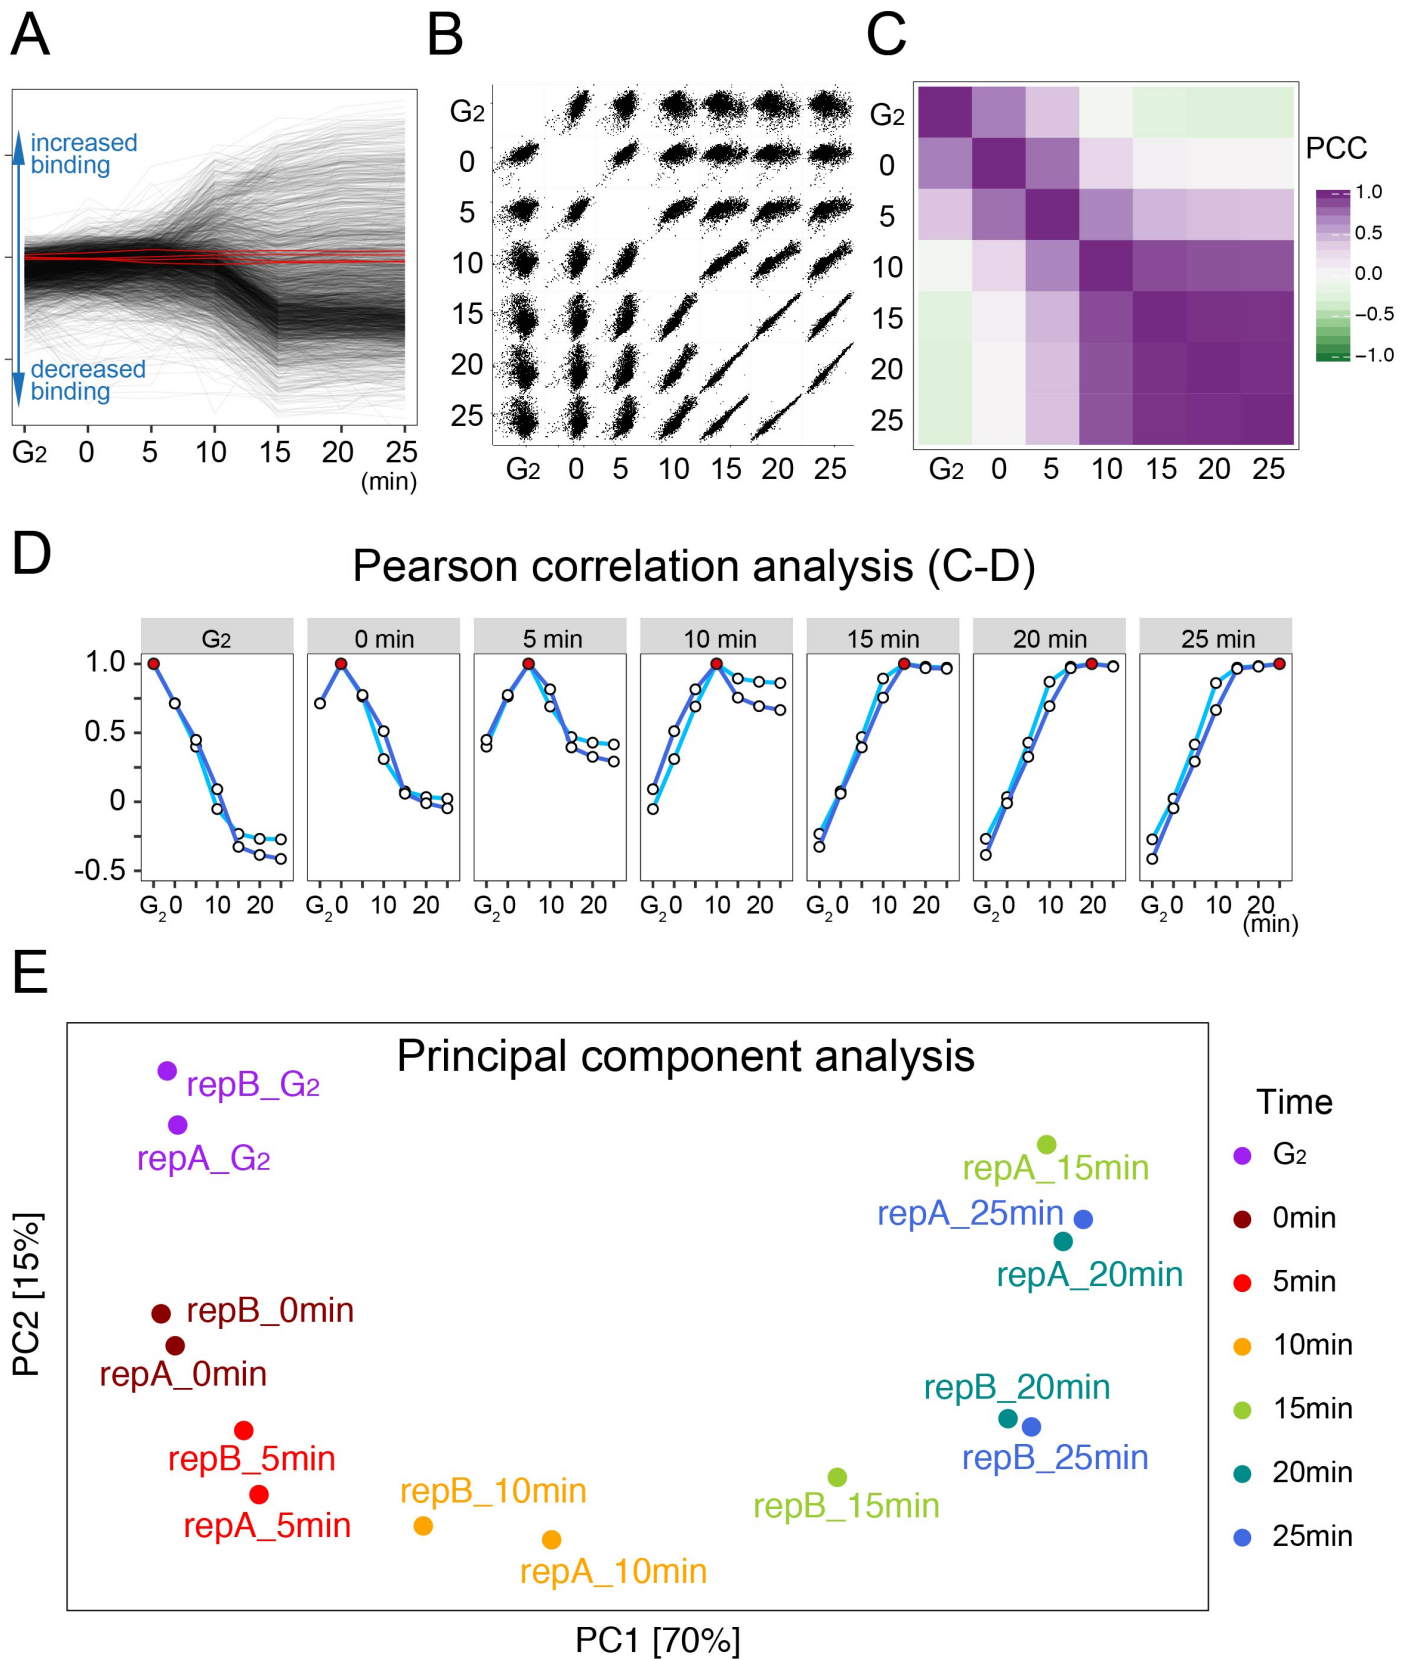 A
B
C
increased
binding
decreased
binding
G2 0 5 10 15 20 25
(min)
G2
0
5
10
15
20
25
G2 0 5 10 15 20 25
G2
0
5
10
15
20
25
G2 0 5 10 15 20 25
PCC
1.0
0.5
0.0
−0.5
−1.0
D
Pearson correlation analysis (C-D)
G2 0 min 5 min 10 min 15 min 20 min 25 min
1.0
0.5
0
-0.5
G2 0 10 20 G2 0 10 20 G2 0 10 20 G2 0 10 20 G2 0 10 20 G2 0 10 20 G2 0 10 20
(min)
E
Principal component analysis
repB_G2
repA_G2
repA_15min
repA_25min
repA_20min
repB_0min
repA_0min
repB_20min
repB_5min
repB_25min
repB_10min
repB_15min
repA_5min
repA_10min
PC2 [15%]
PC1 [70%]
Time
G2
0min
5min
10min
15min
20min
25min